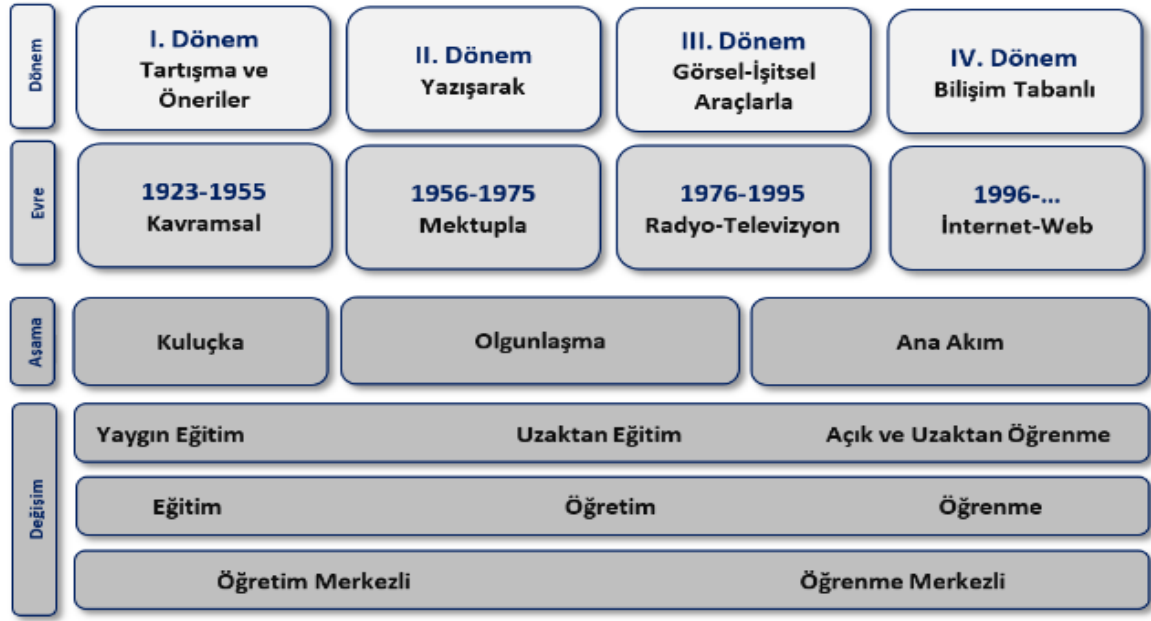 Dönem
I. Dönem
Tartışma ve
Öneriler
II. Dönem
Yazışarak
III. Dönem
Görsel-İşitsel
Araçlarla
IV. Dönem
Bilişim Tabanlı
Evre
1923-1955
Kavramsal
1956-1975
Mektupla
1976-1995
Radyo-Televizyon
1996-...
İnternet-Web
Aşama
Kuluçka
Olgunlaşma
Ana Akım
Değişim
Yaygın Eğitim Uzaktan Eğitim Açık ve Uzaktan Öğrenme
Eğitim Öğretim Öğrenme
Öğretim Merkezli Öğrenme Merkezli